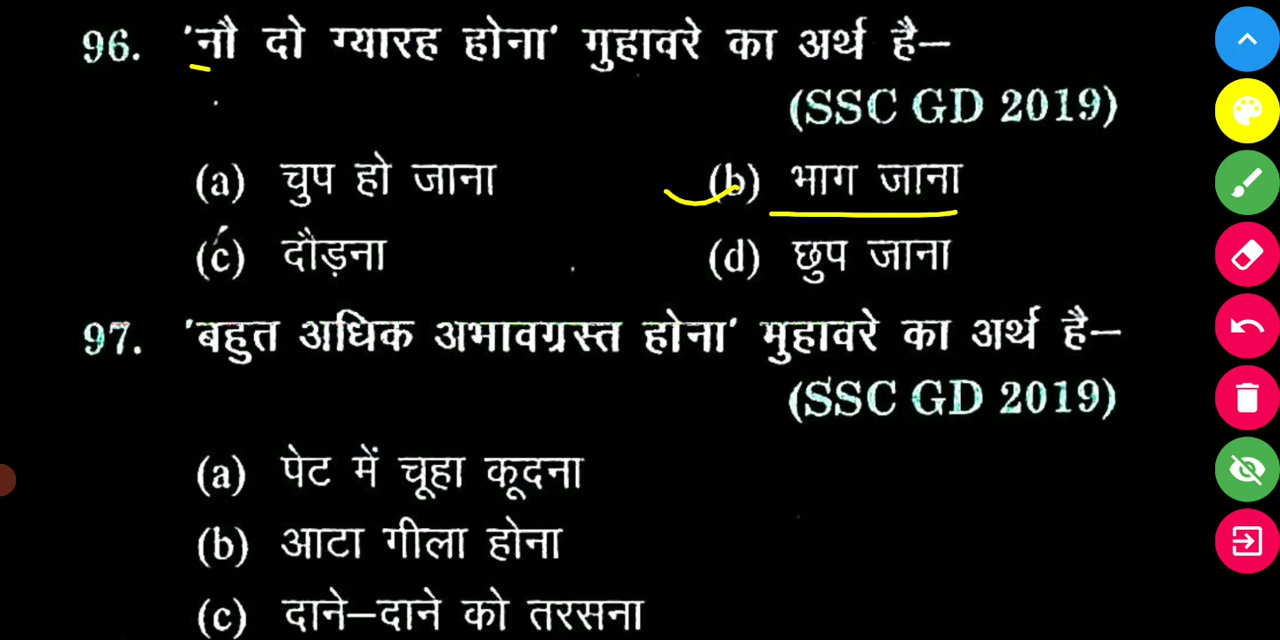 96. 'नौ दो ग्यारह होना' गुहावरे का अर्थ है–
(SSC GD 2019)
(a) चुप हो जाना (b) भाग जाना
(c) दौड़ना (d) छुप जाना
97. 'बहुत अधिक अभावग्रस्त होना' मुहावरे का अर्थ है–
(SSC GD 2019)
(a) पेट में चूहा कूदना
(b) आटा गीला होना
(c) दाने–दाने को तरसना